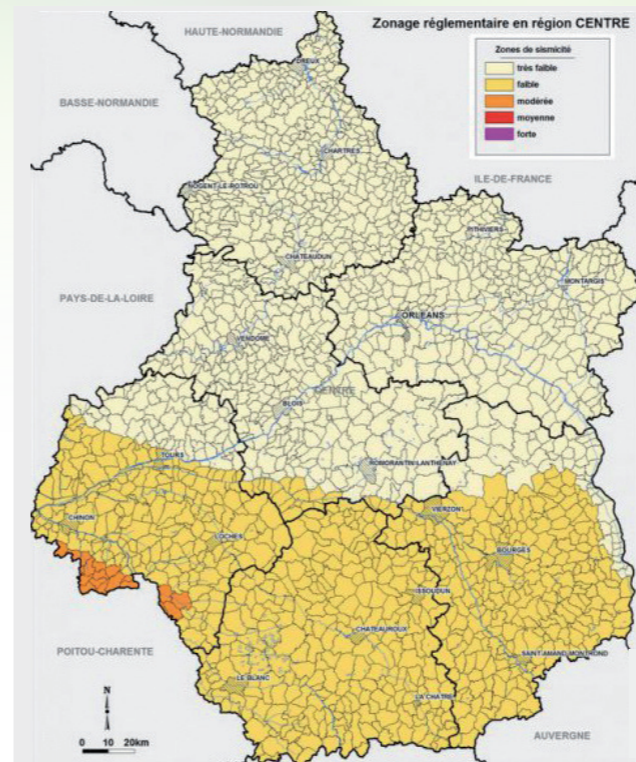 Zonage réglementaire en région CENTRE
Zones de sismicité
très faible
faible
modérée
moyenne
forte
HAUTE-NORMANDIE
DREUX
BASSE-NORMANDIE
CHARTRES
ILE-DE-FRANCE
NOGENT-LE-ROTROU
PITHIVIERS
CHATEAUDUN
MONTARGIS
PAYS-DE-LA-LOIRE
ORLEANS
VENDOME
CENTRE
BLOIS
TOURS
ROMORANTIN-LANTHENAY
VIERZON
CHINON
LOCHES
BOURGES
ISSOUDUN
CHATEAUROUX
POITOU-CHARENTE
SAINT-AMAND-MONTROND
LE BLANC
LA CHATRE
N
AUVERGNE
0 10 20km